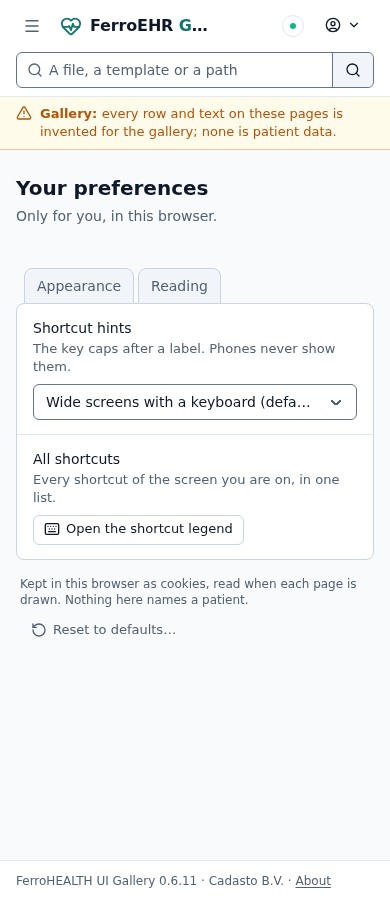 FerroEHR G...
A file, a template or a path
Gallery: every row and text on these pages is
invented for the gallery; none is patient data.
Your preferences
Only for you, in this browser.
Appearance
Reading
Shortcut hints
The key caps after a label. Phones never show
them.
Wide screens with a keyboard (defa...
All shortcuts
Every shortcut of the screen you are on, in one
list.
Open the shortcut legend
Kept in this browser as cookies, read when each page is
drawn. Nothing here names a patient.
Reset to defaults...
FerroHEALTH UI Gallery 0.6.11 · Cadasto B.V. · About